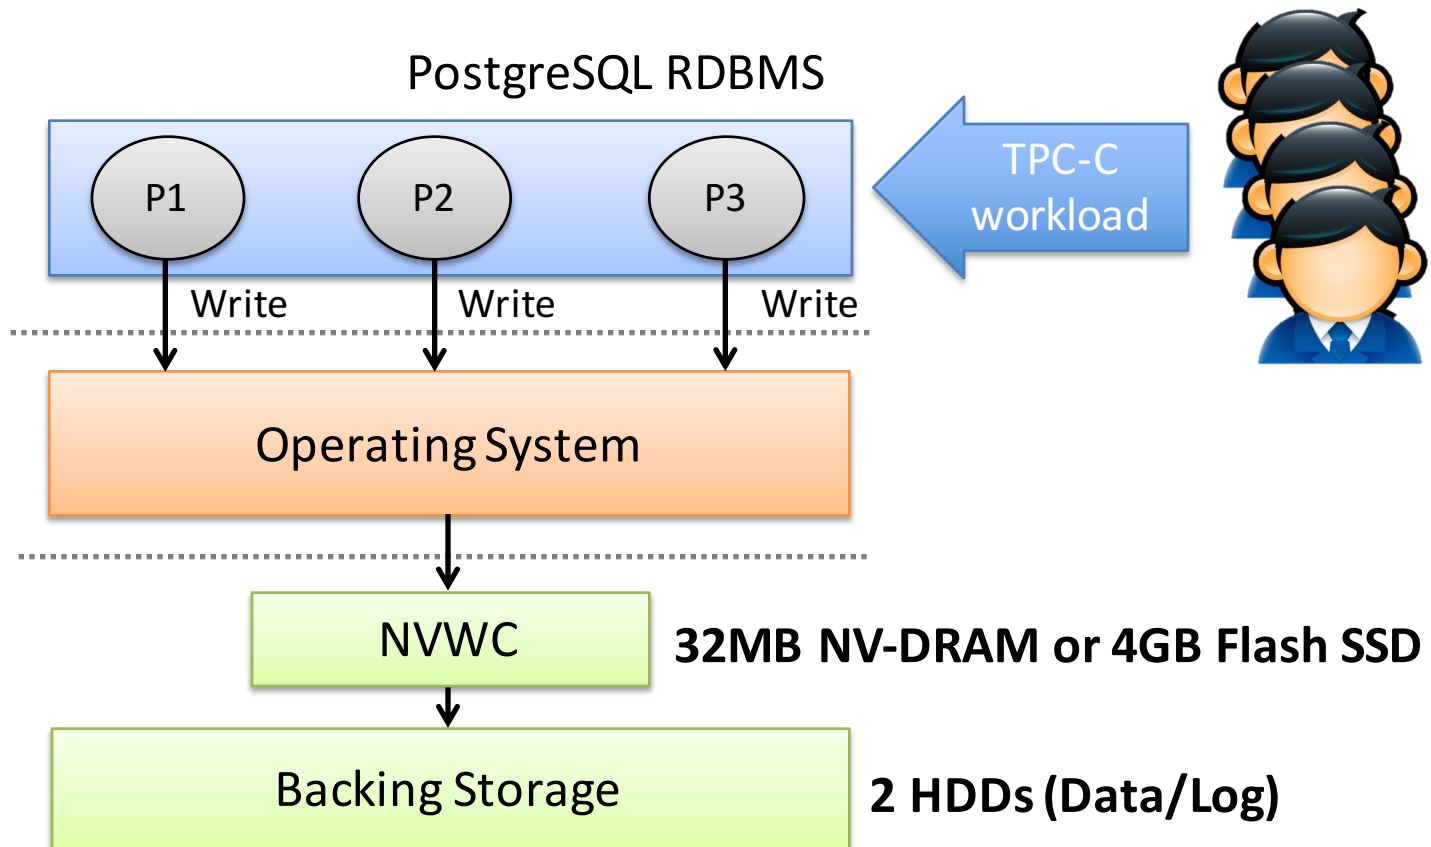 PostgreSQL RDBMS
P1
P2
P3
TPC-C
workload
Write
Write
Write
Operating System
NVWC
32MB NV-DRAM or 4GB Flash SSD
Backing Storage
2 HDDs (Data/Log)